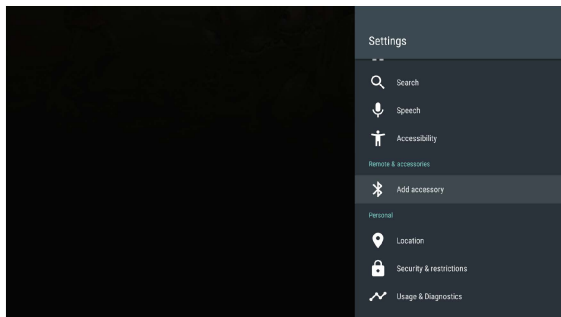 Settings
Search
Speech
Accessibility
Remote & accessories
Add accessory
Personal
Location
Security & restrictions
Usage & Diagnostics